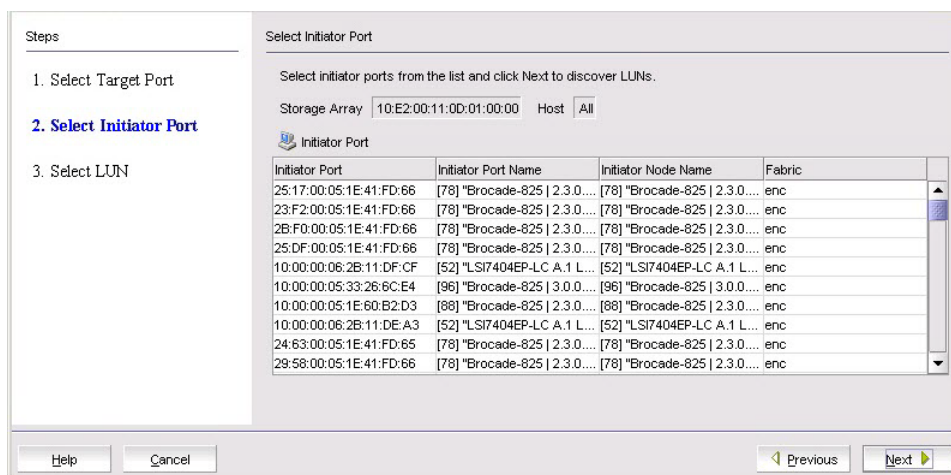 Steps
1. Select Target Port
2. Select Initiator Port
3. Select LUN
Select Initiator Port
Select initiator ports from the list and click Next to discover LUNs.
Storage Array 10:E2:00:11:0D:01:00:00 Host All
Initiator Port
Initiator Port Initiator Port Name Initiator Node Name Fabric
25:17:00:05:1E:41:FD:66 [78] "Brocade-825 | 2.3.0.... [78] "Brocade-825 | 2.3.0.... enc
23:F2:00:05:1E:41:FD:66 [78] "Brocade-825 | 2.3.0.... [78] "Brocade-825 | 2.3.0.... enc
2B:F0:00:05:1E:41:FD:66 [78] "Brocade-825 | 2.3.0.... [78] "Brocade-825 | 2.3.0.... enc
25:DF:00:05:1E:41:FD:66 [78] "Brocade-825 | 2.3.0.... [78] "Brocade-825 | 2.3.0.... enc
10:00:00:06:2B:11:DF:CF [52] "LSI7404EP-LC A.1 L... [52] "LSI7404EP-LC A.1 L... enc
10:00:00:05:33:26:6C:E4 [96] "Brocade-825 | 3.0.0.... [96] "Brocade-825 | 3.0.0.... enc
10:00:00:05:1E:60:B2:D3 [88] "Brocade-825 | 2.3.0.... [88] "Brocade-825 | 2.3.0.... enc
10:00:00:06:2B:11:DE:A3 [52] "LSI7404EP-LC A.1 L... [52] "LSI7404EP-LC A.1 L... enc
24:63:00:05:1E:41:FD:65 [78] "Brocade-825 | 2.3.0.... [78] "Brocade-825 | 2.3.0.... enc
29:58:00:05:1E:41:FD:66 [78] "Brocade-825 | 2.3.0.... [78] "Brocade-825 | 2.3.0.... enc
Help Cancel Previous Next